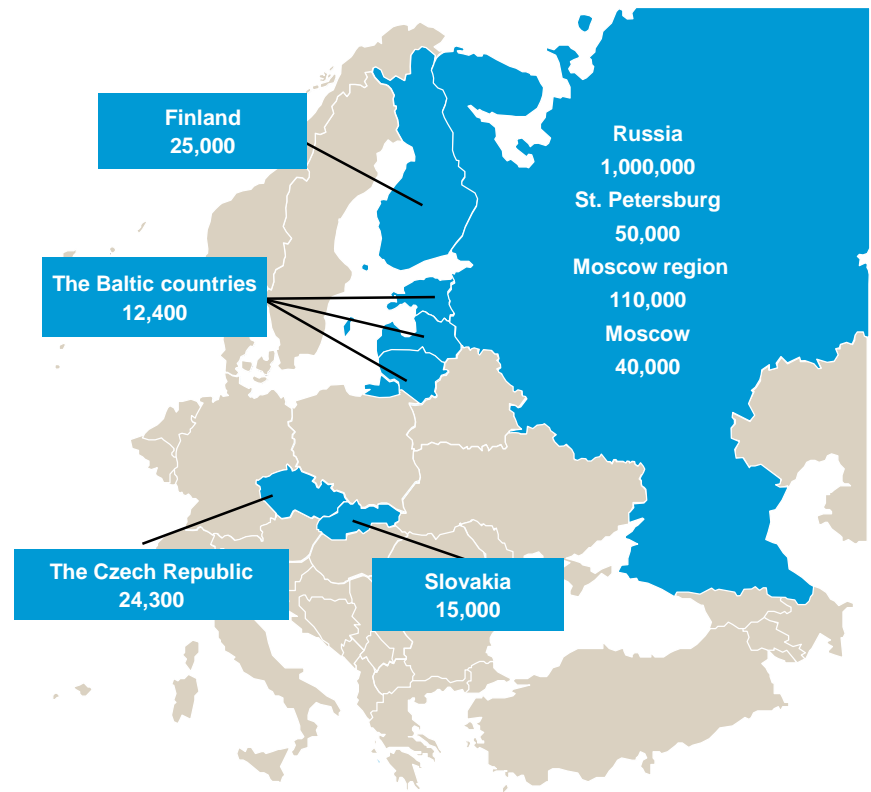 Finland
25,000
Russia
1,000,000
St. Petersburg
50,000
Moscow region
110,000
Moscow
40,000
The Baltic countries
12,400
The Czech Republic
24,300
Slovakia
15,000